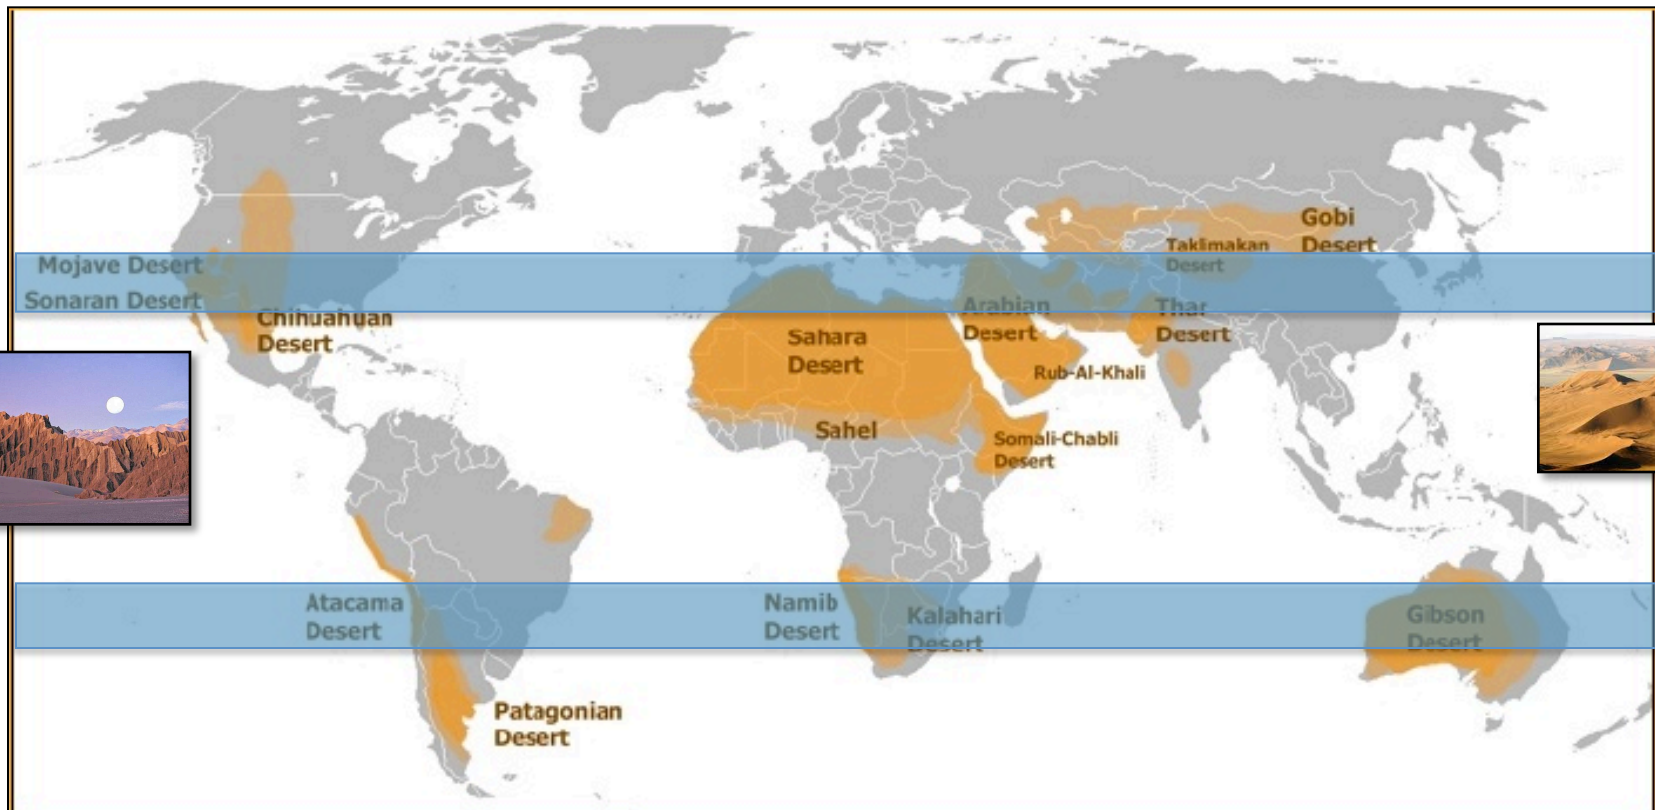 Gobi
Desert
Taklimakan
Desert
Mojave Desert
Sonaran Desert
Chihuahuan
Desert
Sahara
Desert
Arabian
Desert
Thar
Desert
Rub-Al-Khali
Sahel
Somali-Chabli
Desert
Atacama
Desert
Namib
Desert
Kalahari
Desert
Gibson
Desert
Patagonian
Desert